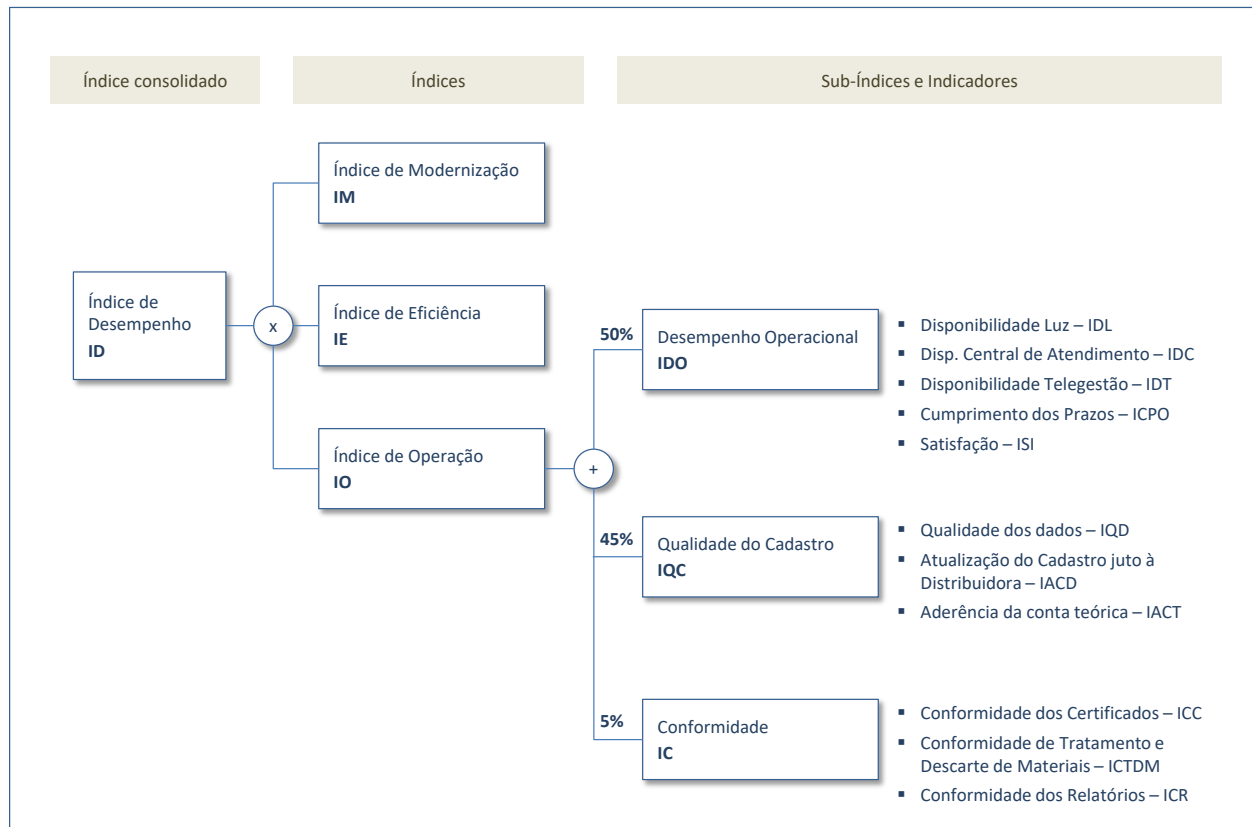 Índice consolidado
Índices
Sub-Índices e Indicadores
Índice de Modernização
IM
Índice de
Desempenho
ID
x
Índice de Eficiência
IE
Índice de Operação
IO
+
50%
Desempenho Operacional
IDO
▪ Disponibilidade Luz – IDL
▪ Disp. Central de Atendimento – IDC
▪ Disponibilidade Telegestão – IDT
▪ Cumprimento dos Prazos – ICPO
▪ Satisfação – ISI
45%
Qualidade do Cadastro
IQC
▪ Qualidade dos dados – IQD
▪ Atualização do Cadastro juto à
Distribuidora – IACD
▪ Aderência da conta teórica – IACT
5%
Conformidade
IC
▪ Conformidade dos Certificados – ICC
▪ Conformidade de Tratamento e
Descarte de Materiais – ICTDM
▪ Conformidade dos Relatórios – ICR